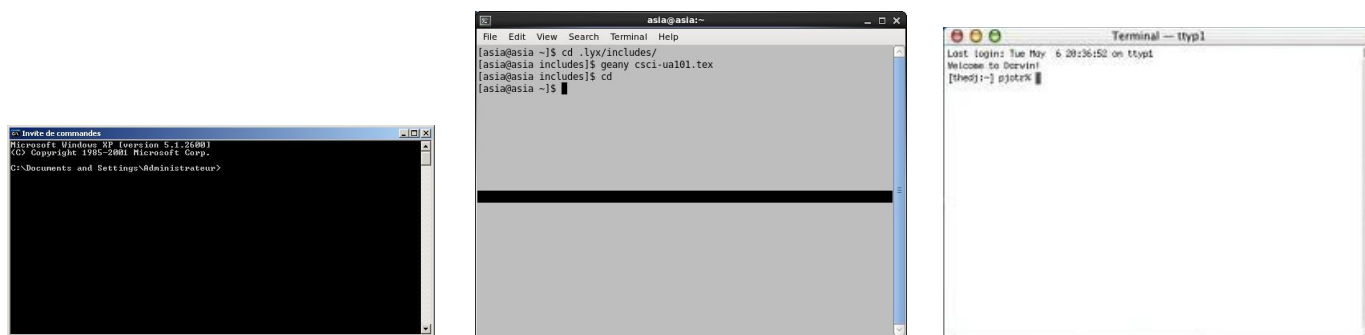 Invite de commandes
Microsoft Windows XP [version 5.1.2600]
(C) Copyright 1985-2001 Microsoft Corp.
C:\Documents and Settings\Administrateur>
asia@asia:~
File Edit View Search Terminal Help
[asia@asia ~]$ cd .lyx/includes/
[asia@asia includes]$ geany csci-ua101.tex
[asia@asia includes]$ cd
[asia@asia ~]$
Terminal — ttyp1
Last login: Tue May  6 20:36:52 on ttyp1
Welcome to Darwin!
[thedj:~] pjotr%